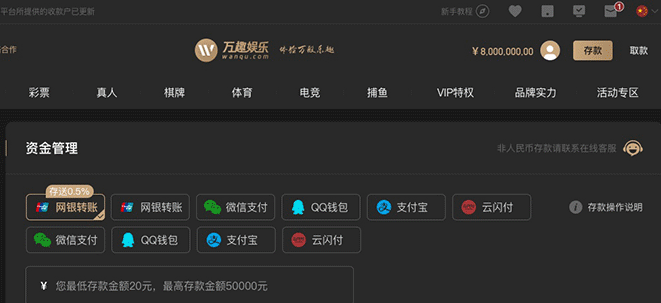 平台所提供的收款户已更新
新手教程
1
合作
万趣娱乐
wanqu.com
¥ 8,000,000,00
存款
取款
彩票 真人 棋牌 体育 电竞 捕鱼 VIP特权 品牌实力 活动专区
资金管理
非人民币存款请联系在线客服
存送0.5%
网银转账 网银转账 微信支付 QQ钱包 支付宝 云闪付
存款操作说明
微信支付 QQ钱包 支付宝 云闪付
¥ 您最低存款金额20元，最高存款金额50000元